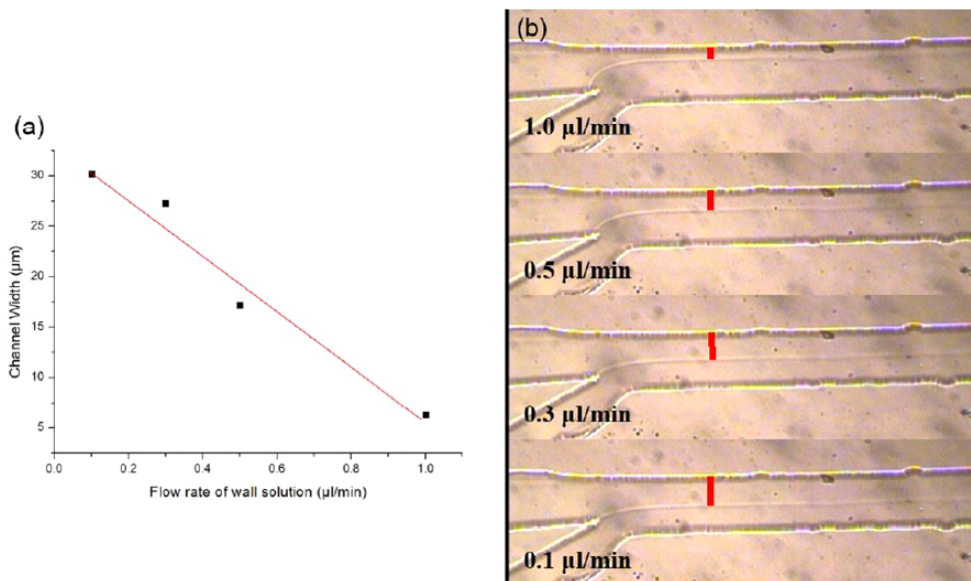 (a)
30
25
20
15
10
5
Channel Width (µm)
0.0 0.2 0.4 0.6 0.8 1.0
Flow rate of wall solution (µl/min)
(b)
1.0 µl/min
0.5 µl/min
0.3 µl/min
0.1 µl/min